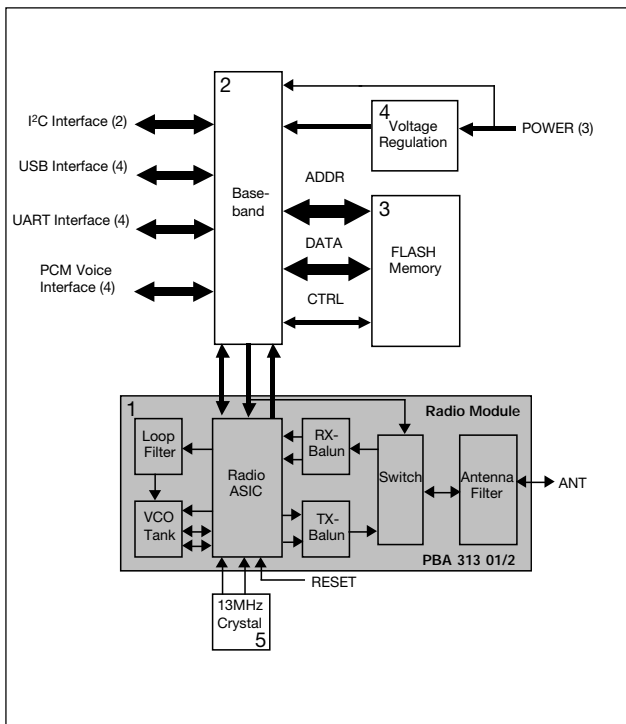 2
4
I²C Interface (2)
Voltage
Regulation
POWER (3)
USB Interface (4)
ADDR
Base-
band
3
UART Interface (4)
DATA
FLASH
Memory
PCM Voice
Interface (4)
CTRL
1
Radio Module
Loop
Filter
RX-
Balun
Radio
ASIC
Switch
Antenna
Filter
ANT
VCO
Tank
TX-
Balun
PBA 313 01/2
RESET
13MHz
Crystal
5